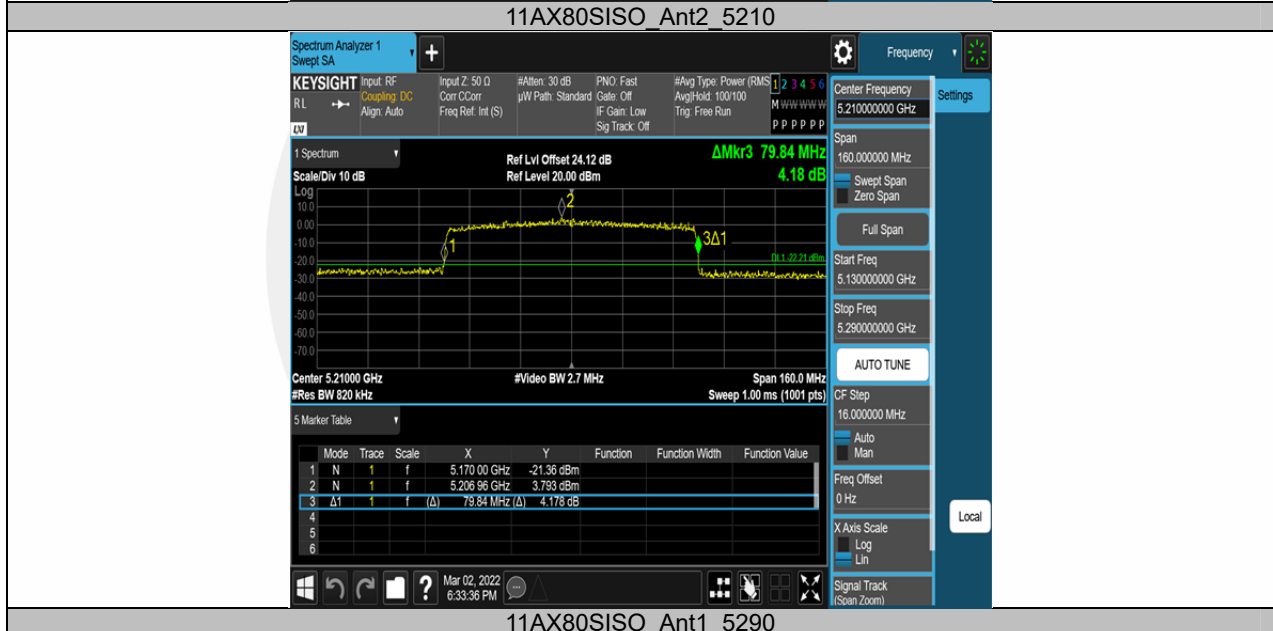 11AX80SISO_Ant2_5210
Spectrum Analyzer 1
Swept SA
+
Frequency
KEYSIGHT
RL
LXI
Input: RF
Coupling: DC
Align: Auto
Input Z: 50 Ω
Corr CCorr
Freq Ref: Int (S)
#Atten: 30 dB
µW Path: Standard
PNO: Fast
Gate: Off
IF Gain: Low
Sig Track: Off
#Avg Type: Power (RMS
Avg|Hold: 100/100
Trig: Free Run
1 2 3 4 5 6
M W W W W W
P P P P P P
Center Frequency
5.210000000 GHz
Settings
Span
160.000000 MHz
Swept Span
Zero Span
Full Span
Start Freq
5.130000000 GHz
Stop Freq
5.290000000 GHz
AUTO TUNE
CF Step
16.000000 MHz
Auto
Man
Freq Offset
0 Hz
X Axis Scale
Log
Lin
Signal Track
(Span Zoom)
Local
1 Spectrum
Scale/Div 10 dB
Ref Lvl Offset 24.12 dB
Ref Level 20.00 dBm
ΔMkr3 79.84 MHz
4.18 dB
Log
10.0
0.00
-10.0
-20.0
-30.0
-40.0
-50.0
-60.0
-70.0
1
2
3Δ1
DL1 -22.21 dBm
Center 5.21000 GHz
#Video BW 2.7 MHz
Span 160.0 MHz
#Res BW 820 kHz
Sweep 1.00 ms (1001 pts)
5 Marker Table
Mode Trace Scale X Y Function Function Width Function Value
1 N 1 f 5.170 00 GHz -21.36 dBm
2 N 1 f 5.206 96 GHz 3.793 dBm
3 Δ1 1 f (Δ) 79.84 MHz (Δ) 4.178 dB
4
5
6
?
Mar 02, 2022
6:33:36 PM
11AX80SISO_Ant1_5290